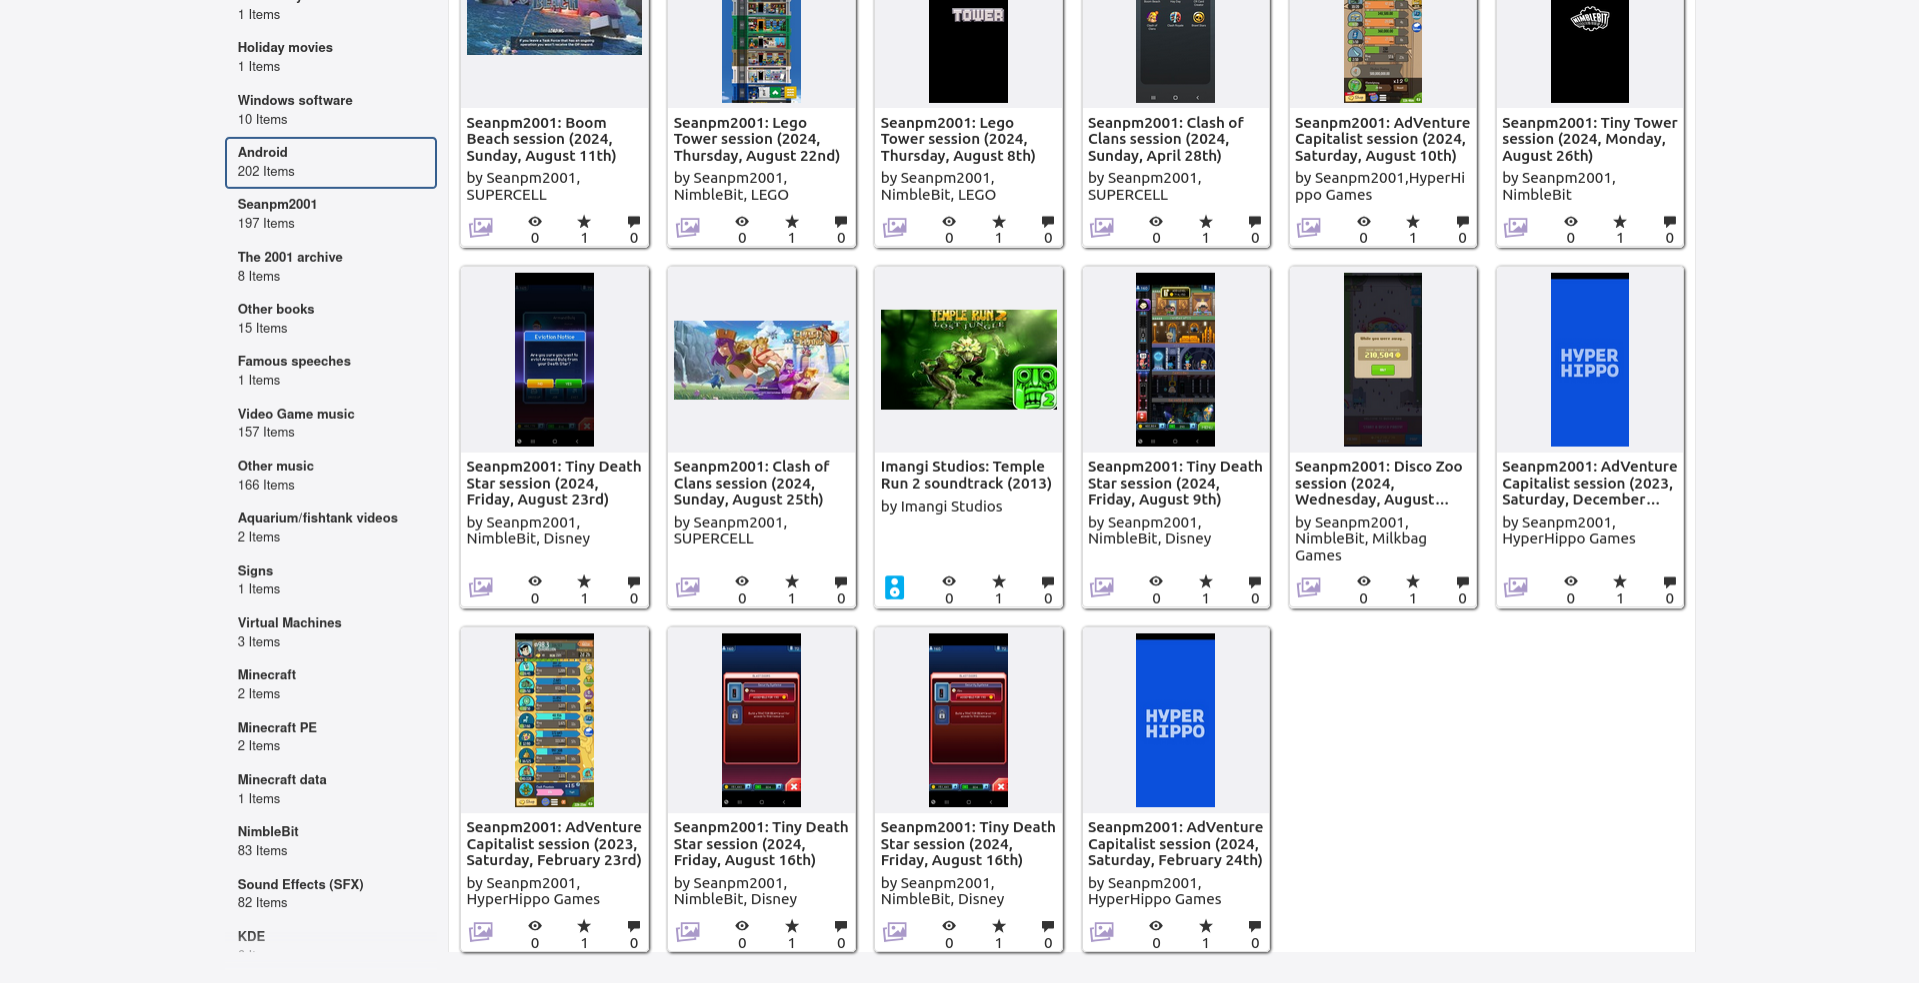 1 Items
Holiday movies
1 Items
Windows software
10 Items
Android
202 Items
Seanpm2001
197 Items
The 2001 archive
8 Items
Other books
15 Items
Famous speeches
1 Items
Video Game music
157 Items
Other music
166 Items
Aquarium/fishtank videos
2 Items
Signs
1 Items
Virtual Machines
3 Items
Minecraft
2 Items
Minecraft PE
2 Items
Minecraft data
1 Items
NimbleBit
83 Items
Sound Effects (SFX)
82 Items
KDE
BEACH
TOWER
NIMBLEBIT
Seanpm2001: Boom
Beach session (2024,
Sunday, August 11th)
by Seanpm2001,
SUPERCELL
0 1 0
Seanpm2001: Lego
Tower session (2024,
Thursday, August 22nd)
by Seanpm2001,
NimbleBit, LEGO
0 1 0
Seanpm2001: Lego
Tower session (2024,
Thursday, August 8th)
by Seanpm2001,
NimbleBit, LEGO
0 1 0
Seanpm2001: Clash of
Clans session (2024,
Sunday, April 28th)
by Seanpm2001,
SUPERCELL
0 1 0
Seanpm2001: AdVenture
Capitalist session (2024,
Saturday, August 10th)
by Seanpm2001,HyperHi
ppo Games
0 1 0
Seanpm2001: Tiny Tower
session (2024, Monday,
August 26th)
by Seanpm2001,
NimbleBit
0 1 0
Eviction Notice
Seanpm2001: Tiny Death
Star session (2024,
Friday, August 23rd)
by Seanpm2001,
NimbleBit, Disney
0 1 0
Seanpm2001: Clash of
Clans session (2024,
Sunday, August 25th)
by Seanpm2001,
SUPERCELL
0 1 0
TEMPLE RUN 2
LOST JUNGLE
2
Imangi Studios: Temple
Run 2 soundtrack (2013)
by Imangi Studios
0 1 0
Seanpm2001: Tiny Death
Star session (2024,
Friday, August 9th)
by Seanpm2001,
NimbleBit, Disney
0 1 0
While you were away...
210,504
Seanpm2001: Disco Zoo
session (2024,
Wednesday, August...
by Seanpm2001,
NimbleBit, Milkbag
Games
0 1 0
HYPER
HIPPO
Seanpm2001: AdVenture
Capitalist session (2023,
Saturday, December...
by Seanpm2001,
HyperHippo Games
0 1 0
Seanpm2001: AdVenture
Capitalist session (2023,
Saturday, February 23rd)
by Seanpm2001,
HyperHippo Games
0 1 0
Seanpm2001: Tiny Death
Star session (2024,
Friday, August 16th)
by Seanpm2001,
NimbleBit, Disney
0 1 0
Seanpm2001: Tiny Death
Star session (2024,
Friday, August 16th)
by Seanpm2001,
NimbleBit, Disney
0 1 0
HYPER
HIPPO
Seanpm2001: AdVenture
Capitalist session (2024,
Saturday, February 24th)
by Seanpm2001,
HyperHippo Games
0 1 0